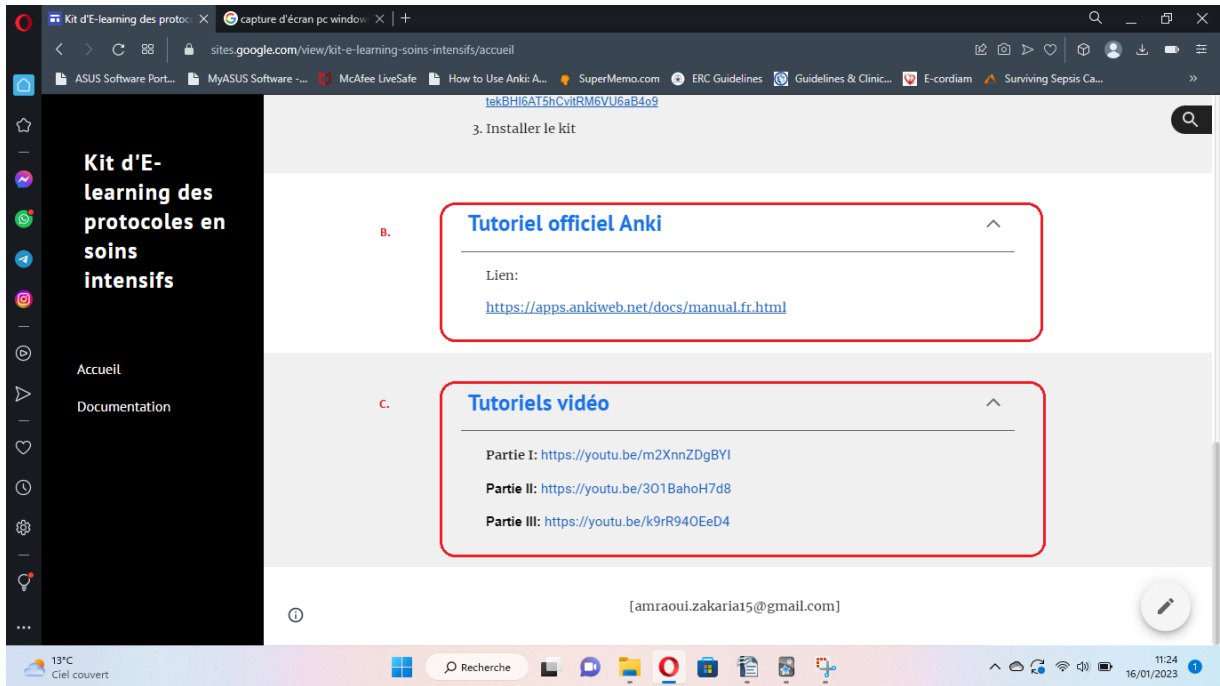 Kit d'E-learning des protoco
capture d'écran pc window
sites.google.com/view/kit-e-learning-soins-intensifs/accueil
ASUS Software Port...
MyASUS Software -...
McAfee LiveSafe
How to Use Anki: A...
SuperMemo.com
ERC Guidelines
Guidelines & Clinic...
E-cordiam
Surviving Sepsis Ca...
»
tekBHI6AT5hCvitRM6VU6aB4o9
3. Installer le kit
Kit d'E-
learning des
protocoles en
soins
intensifs
Accueil
Documentation
B.
Tutoriel officiel Anki
Lien:
https://apps.ankiweb.net/docs/manual.fr.html
C.
Tutoriels vidéo
Partie I: https://youtu.be/m2XnnZDgBYI
Partie II: https://youtu.be/3O1BahoH7d8
Partie III: https://youtu.be/k9rR94OEeD4
[amraoui.zakaria15@gmail.com]
13°C
Ciel couvert
Recherche
11:24
16/01/2023
1